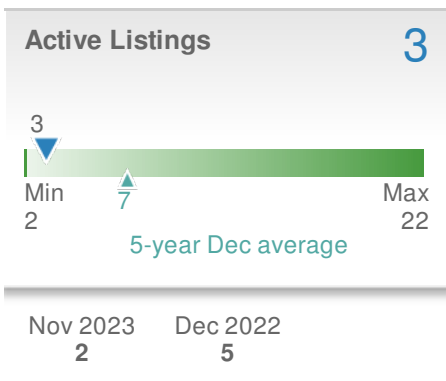 Active Listings 3
3
Min Max
2 7 22
5-year Dec average
Nov 2023 Dec 2022
2 5